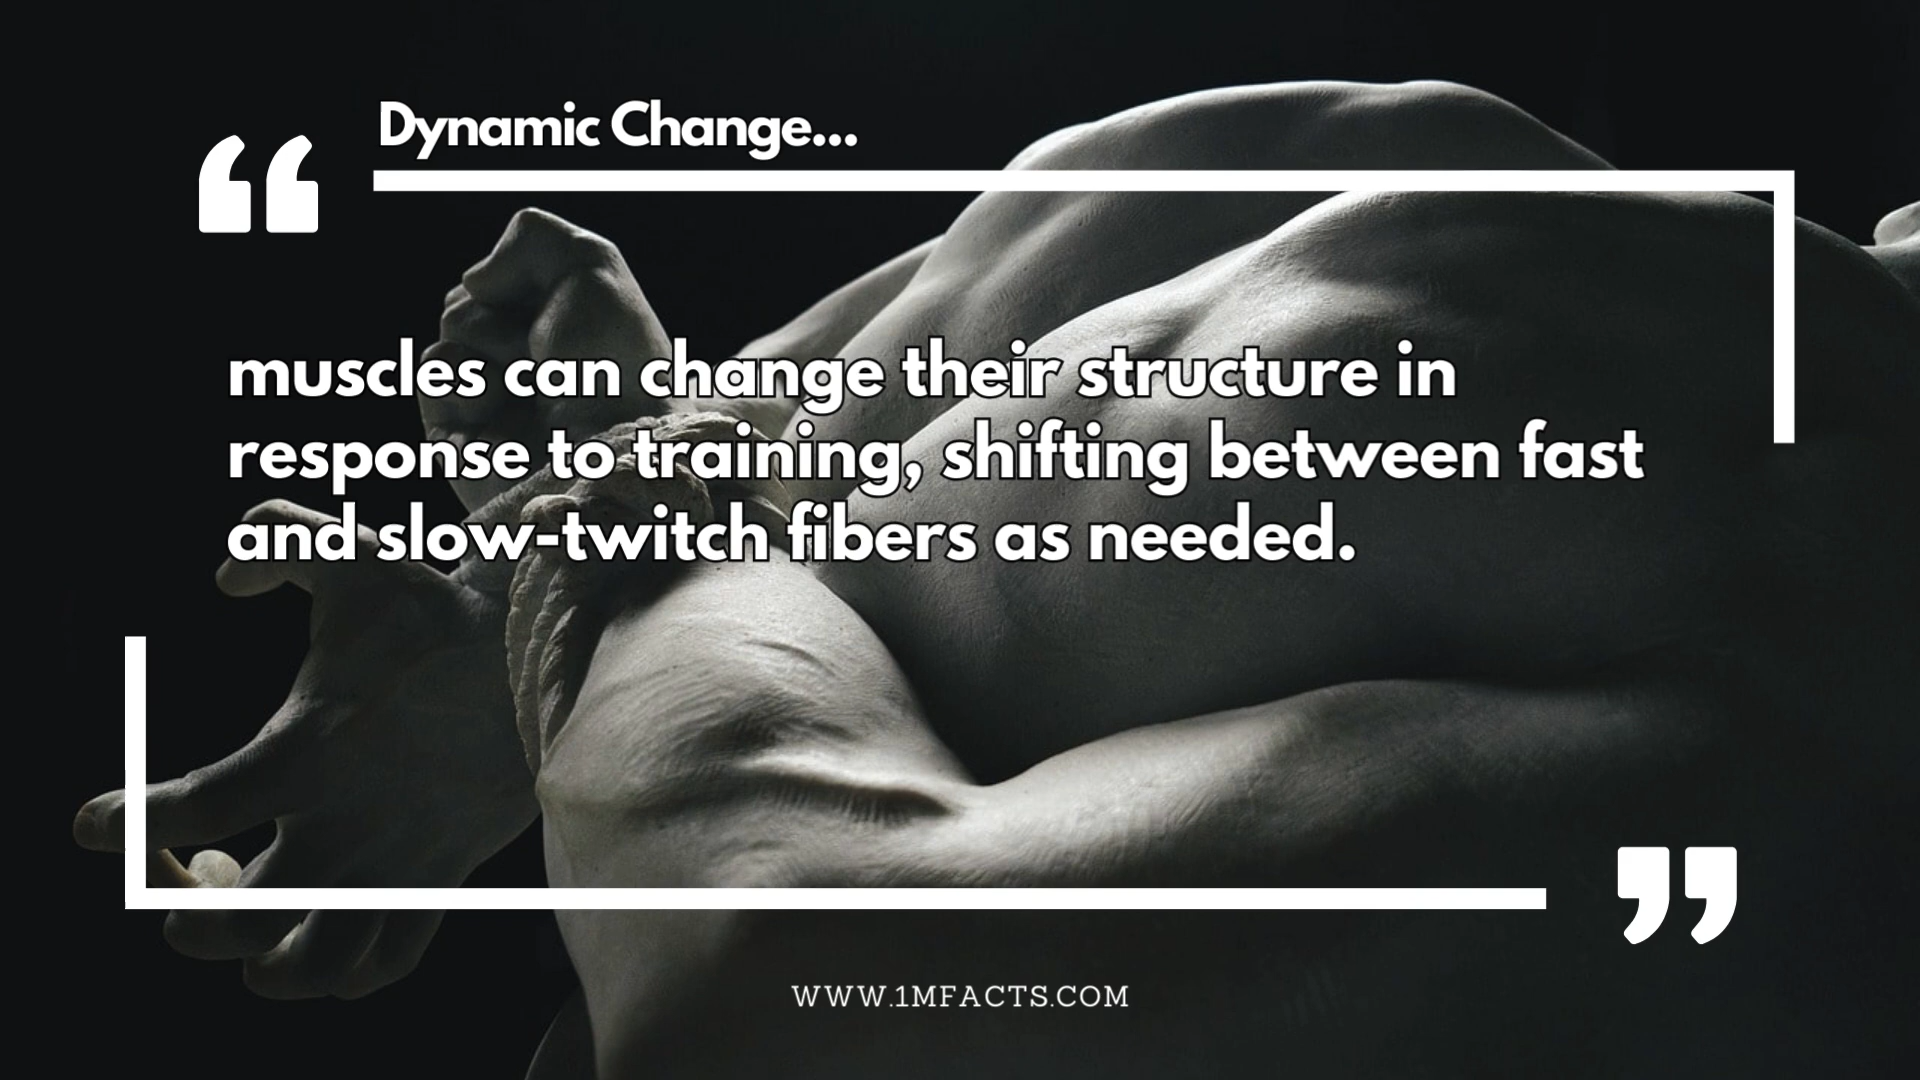 Dynamic Change...
muscles can change their structure in
response to training, shifting between fast
and slow-twitch fibers as needed.
WWW.1MFACTS.COM